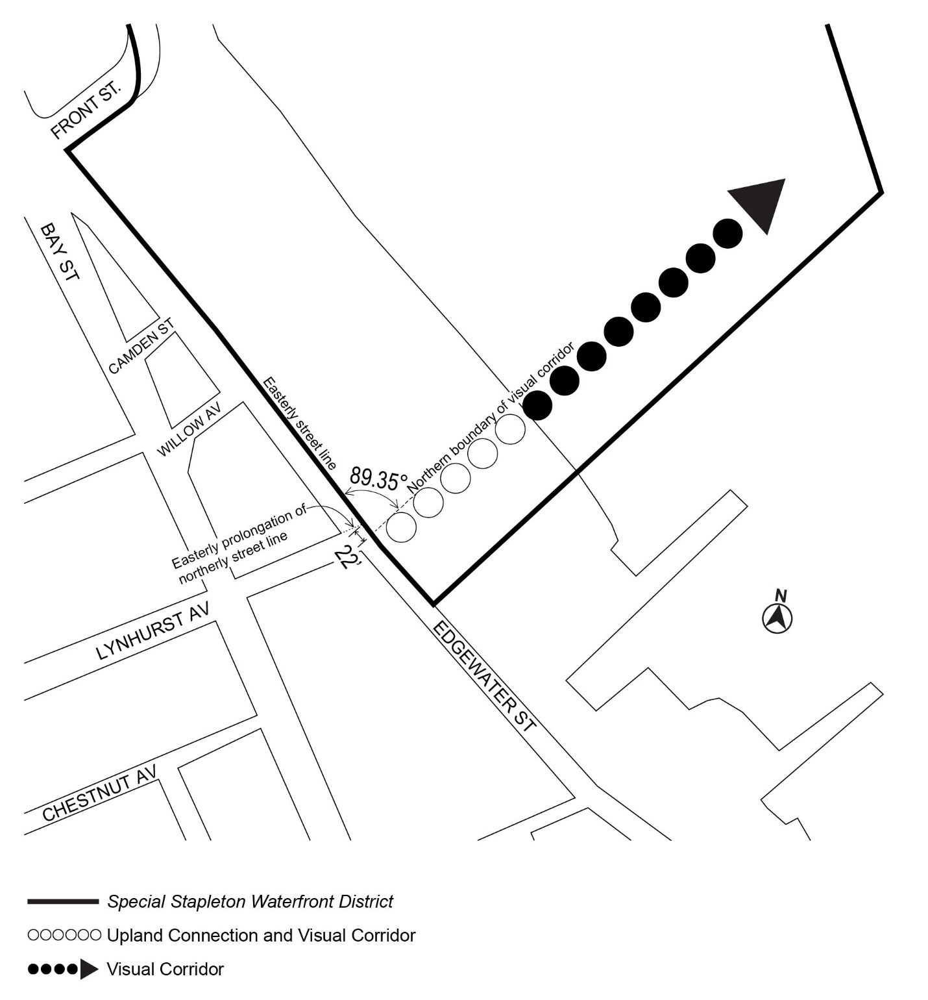 FRONT ST.
BAY ST
CAMDEN ST
WILLOW AV
Easterly street line
Northern boundary of visual corridor
89.35°
Easterly prolongation of
northerly street line
22'
LYNHURST AV
N
EDGEWATER ST
CHESTNUT AV
Special Stapleton Waterfront District
Upland Connection and Visual Corridor
Visual Corridor